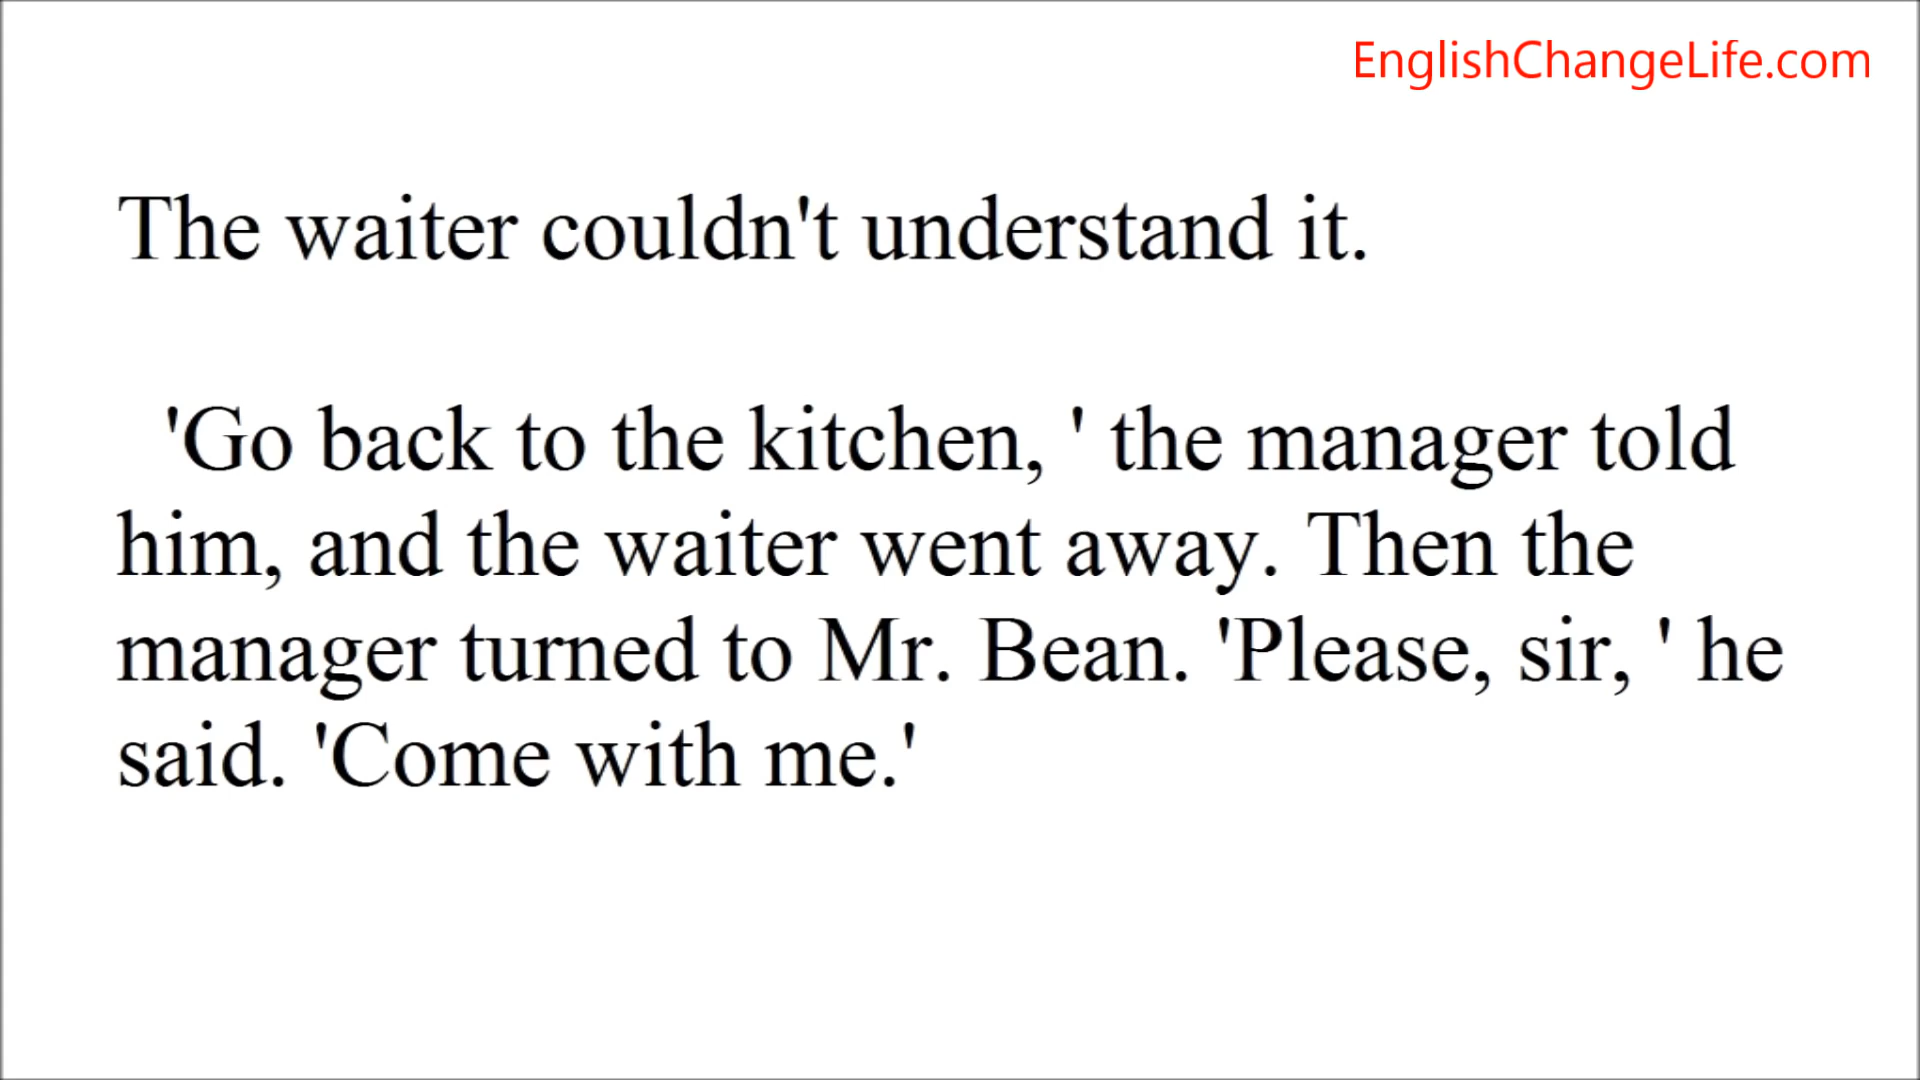 EnglishChangeLife.com
The waiter couldn't understand it.
'Go back to the kitchen, ' the manager told
him, and the waiter went away. Then the
manager turned to Mr. Bean. 'Please, sir, ' he
said. 'Come with me.'